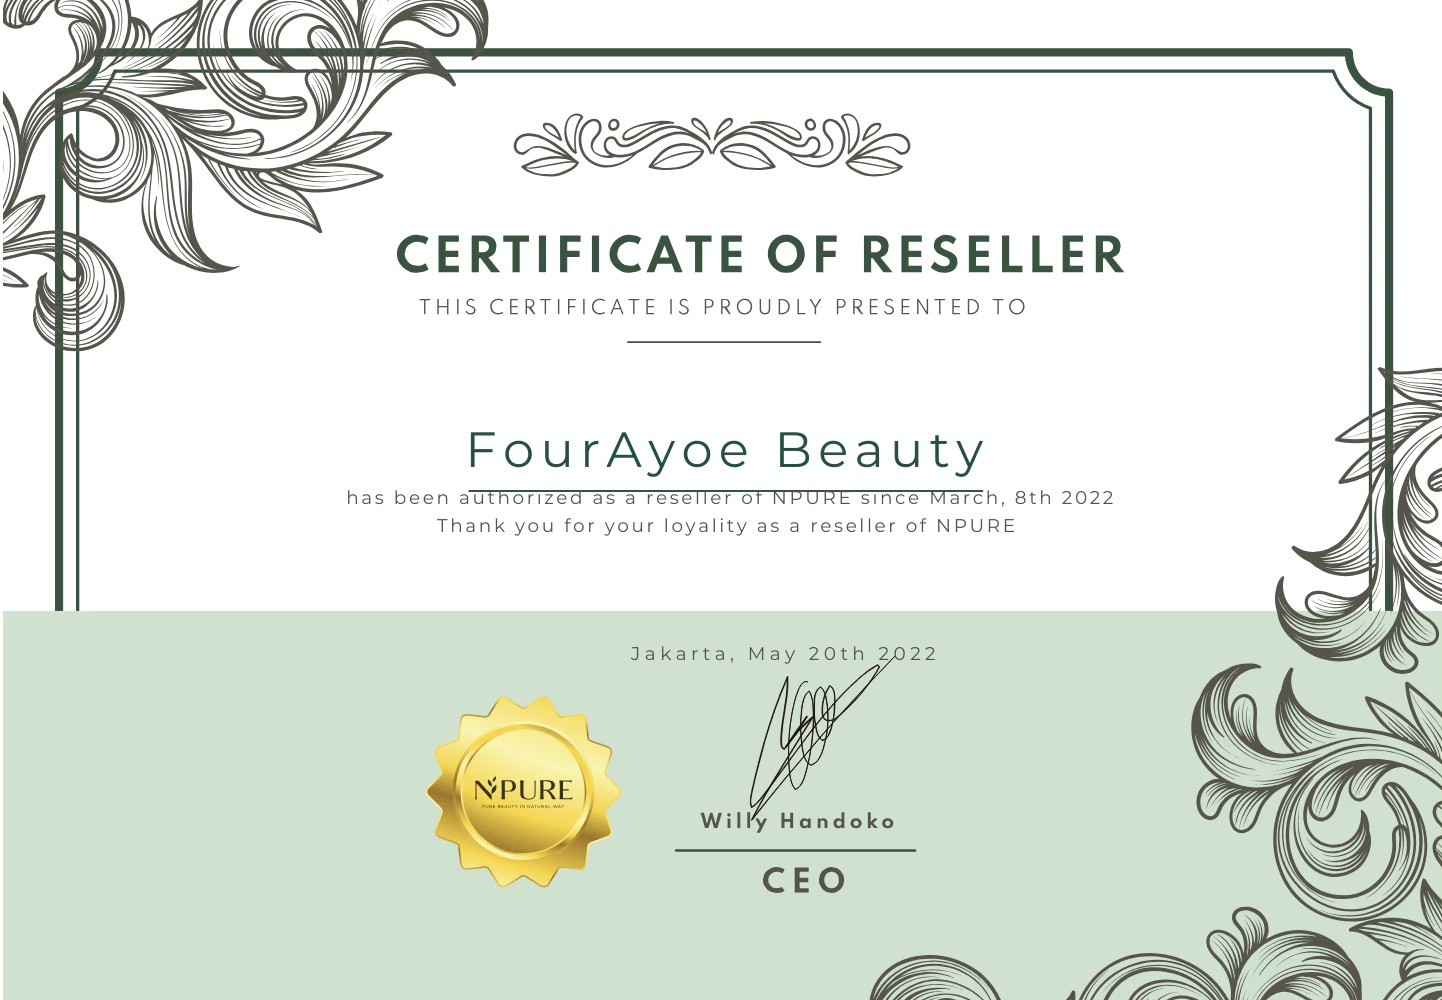 CERTIFICATE OF RESELLER
THIS CERTIFICATE IS PROUDLY PRESENTED TO
FourAyoe Beauty
has been authorized as a reseller of NPURE since March, 8th 2022
Thank you for your loyality as a reseller of NPURE
Jakarta, May 20th 2022
NPURE
PURE BEAUTY IN NATURAL WAY
Willy Handoko
CEO